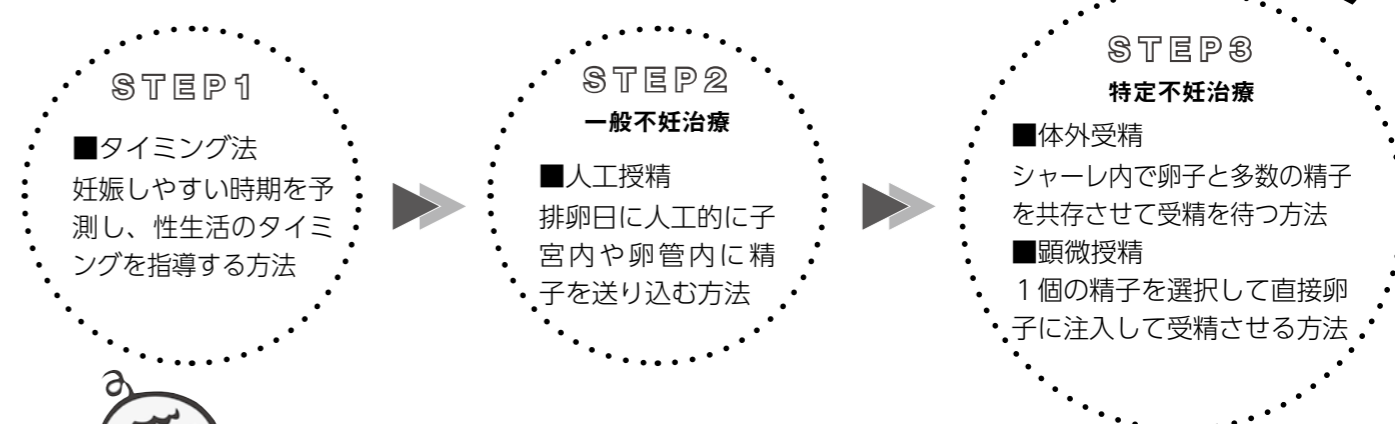 STEP1
■タイミング法
妊娠しやすい時期を予
測し、性生活のタイミ
ングを指導する方法
STEP2
一般不妊治療
■人工授精
排卵日に人工的に子
宮内や卵管内に精
子を送り込む方法
STEP3
特定不妊治療
■体外受精
シャーレ内で卵子と多数の精子
を共存させて受精を待つ方法
■顕微授精
１個の精子を選択して直接卵
子に注入して受精させる方法